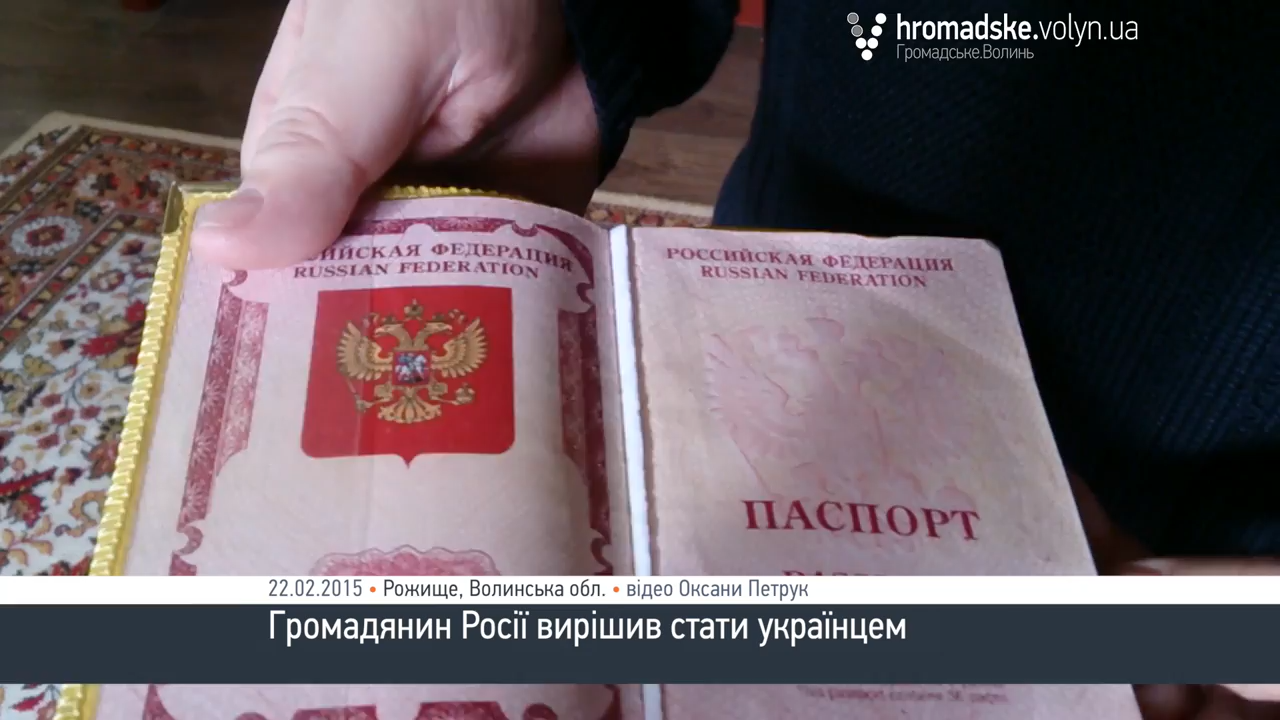 hromadske.volyn.ua
Громадське.Волинь
ФЕДЕРАЦИЯ
RUSSIAN FEDERATION
РОССИЙСКАЯ ФЕДЕРАЦИЯ
RUSSIAN FEDERATION
ПАСПОРТ
22.02.2015 • Рожище, Волинська обл. • відео Оксани Петрук
Громадянин Росії вирішив стати українцем